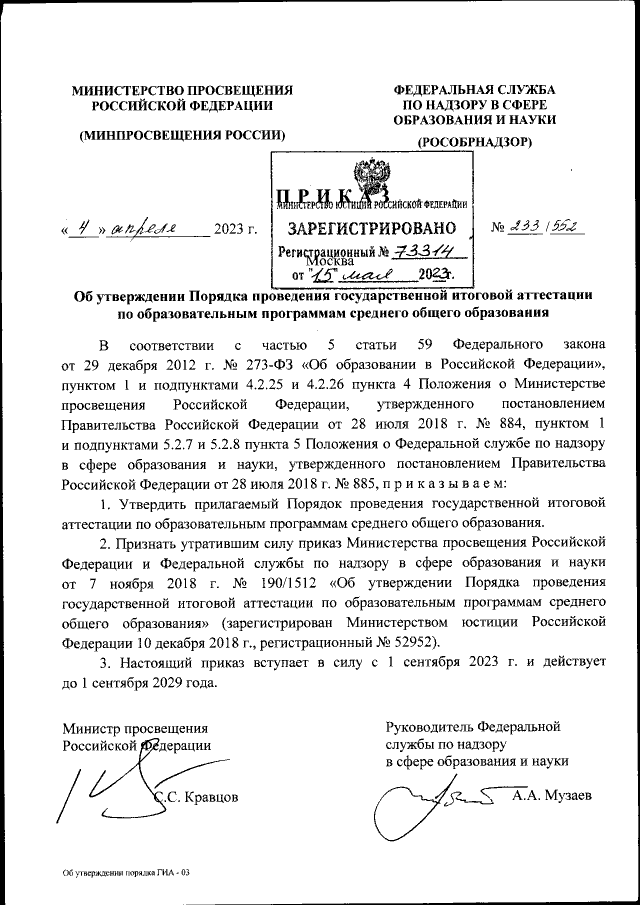 МИНИСТЕРСТВО ПРОСВЕЩЕНИЯ
РОССИЙСКОЙ ФЕДЕРАЦИИ
(МИНПРОСВЕЩЕНИЯ РОССИИ)
ФЕДЕРАЛЬНАЯ СЛУЖБА
ПО НАДЗОРУ В СФЕРЕ
ОБРАЗОВАНИЯ И НАУКИ
(РОСОБРНАДЗОР)
П Р И К А З
МИНИСТЕРСТВО ЮСТИЦИИ РОССИЙСКОЙ ФЕДЕРАЦИИ
ЗАРЕГИСТРИРОВАНО
Регистрационный № 73314
от "15" мая 2023г.
« 4 » апреля 2023 г.
Москва
№ 233 / 552
Об утверждении Порядка проведения государственной итоговой аттестации
по образовательным программам среднего общего образования
В соответствии с частью 5 статьи 59 Федерального закона
от 29 декабря 2012 г. № 273-ФЗ «Об образовании в Российской Федерации»,
пунктом 1 и подпунктами 4.2.25 и 4.2.26 пункта 4 Положения о Министерстве
просвещения Российской Федерации, утвержденного постановлением
Правительства Российской Федерации от 28 июля 2018 г. № 884, пунктом 1
и подпунктами 5.2.7 и 5.2.8 пункта 5 Положения о Федеральной службе по надзору
в сфере образования и науки, утвержденного постановлением Правительства
Российской Федерации от 28 июля 2018 г. № 885, п р и к а з ы в а е м:
1. Утвердить прилагаемый Порядок проведения государственной итоговой
аттестации по образовательным программам среднего общего образования.
2. Признать утратившим силу приказ Министерства просвещения Российской
Федерации и Федеральной службы по надзору в сфере образования и науки
от 7 ноября 2018 г. № 190/1512 «Об утверждении Порядка проведения
государственной итоговой аттестации по образовательным программам среднего
общего образования» (зарегистрирован Министерством юстиции Российской
Федерации 10 декабря 2018 г., регистрационный № 52952).
3. Настоящий приказ вступает в силу с 1 сентября 2023 г. и действует
до 1 сентября 2029 года.
Министр просвещения
Российской Федерации
С.С. Кравцов
Руководитель Федеральной
службы по надзору
в сфере образования и науки
А.А. Музаев
Об утверждении порядка ГИА - 03